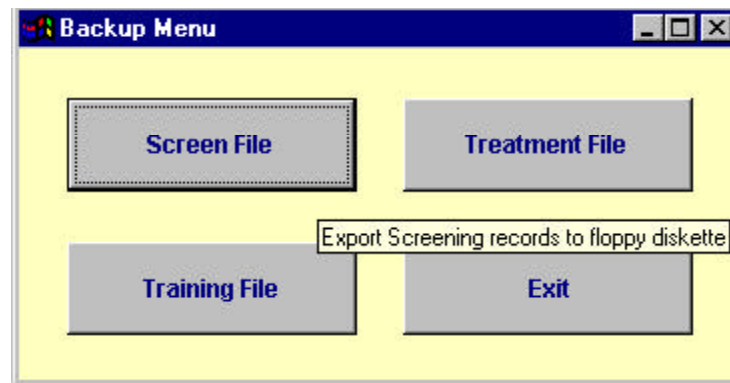 Backup Menu
Screen File
Treatment File
Export Screening records to floppy diskette
Training File
Exit